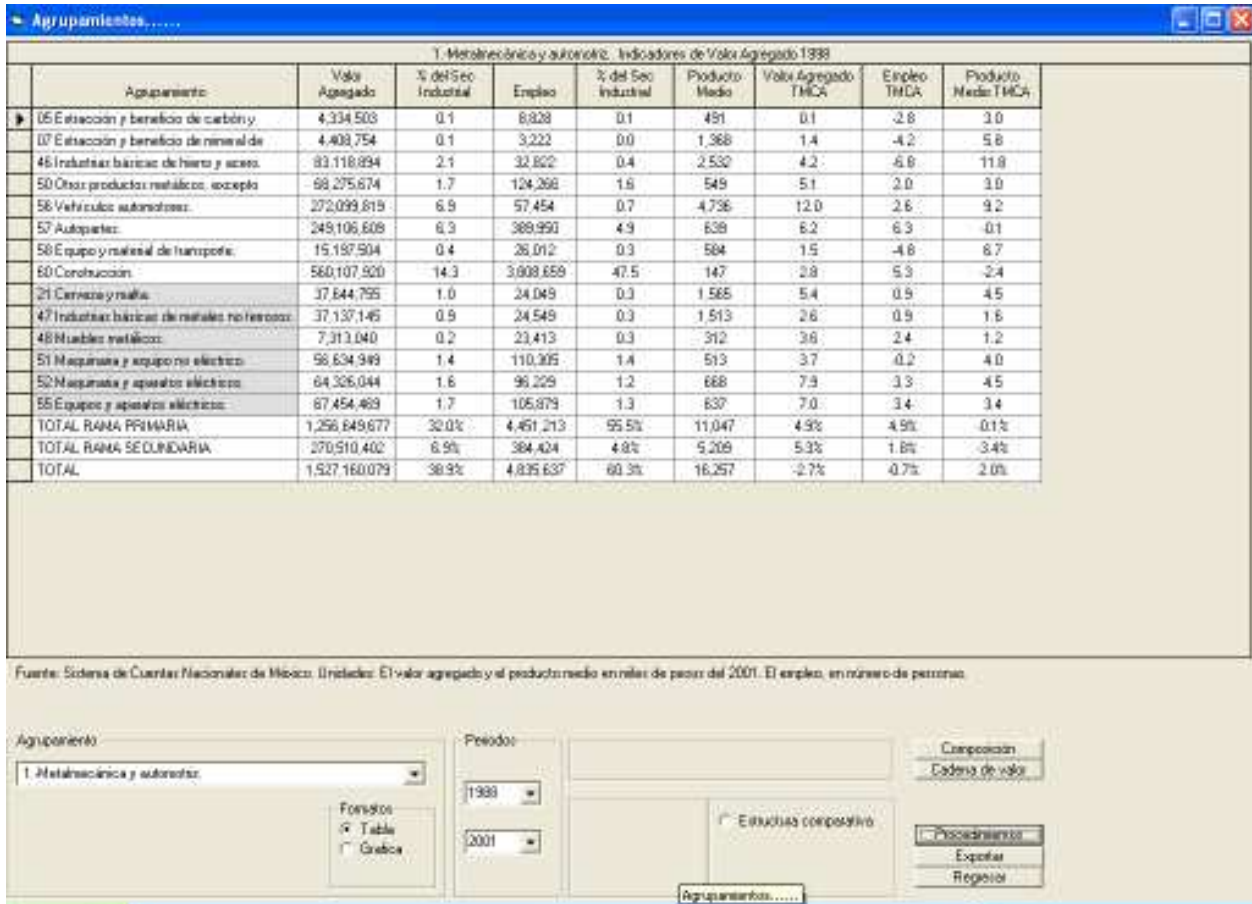 Agrupamientos......
1.-Metalmecánica y automotriz. Indicadores de Valor Agregado 1998
Agrupamiento Valor Agregado % del Sec Industrial Empleo % del Sec Industrial Producto Medio Valor Agregado TMCA Empleo TMCA Producto Medio TMCA
05 Extracción y beneficio de carbón y 4,334,503 0.1 8,828 0.1 491 0.1 -2.8 3.0
07 Extracción y beneficio de mineral de 4,408,754 0.1 3,222 0.0 1,368 1.4 -4.2 5.8
46 Industrias básicas de hierro y acero. 83,118,894 2.1 32,822 0.4 2,532 4.2 -6.8 11.8
50 Otros productos metálicos, excepto 68,275,674 1.7 124,266 1.6 549 5.1 2.0 3.0
56 Vehículos automotores. 272,099,819 6.9 57,454 0.7 4,736 12.0 2.6 9.2
57 Autopartes. 249,106,609 6.3 389,950 4.9 639 6.2 6.3 -0.1
58 Equipo y material de transporte. 15,197,504 0.4 26,012 0.3 584 1.5 -4.8 6.7
60 Construcción. 560,107,920 14.3 3,808,659 47.5 147 2.8 5.3 -2.4
21 Cerveza y malta. 37,644,755 1.0 24,049 0.3 1,565 5.4 0.9 4.5
47 Industrias básicas de metales no ferrosos. 37,137,145 0.9 24,549 0.3 1,513 2.6 0.9 1.6
48 Muebles metálicos. 7,313,040 0.2 23,413 0.3 312 3.6 2.4 1.2
51 Maquinaria y equipo no eléctrico. 56,634,949 1.4 110,305 1.4 513 3.7 -0.2 4.0
52 Maquinaria y aparatos eléctricos. 64,326,044 1.6 96,229 1.2 668 7.9 3.3 4.5
55 Equipos y aparatos eléctricos. 67,454,469 1.7 105,879 1.3 637 7.0 3.4 3.4
TOTAL RAMA PRIMARIA 1,256,649,677 32.0% 4,451,213 55.5% 11,047 4.9% 4.9% -0.1%
TOTAL RAMA SECUNDARIA 270,510,402 6.9% 384,424 4.8% 5,209 5.3% 1.8% -3.4%
TOTAL 1,527,160,079 38.9% 4,835,637 60.3% 16,257 -2.7% -0.7% 2.0%
Fuente: Sistema de Cuentas Nacionales de México. Unidades: El valor agregado y el producto medio en miles de pesos del 2001. El empleo, en número de personas.
Agrupamiento
1.-Metalmecánica y automotriz.
Formatos
Tabla
Grafica
Periodos
1988
2001
Estructura comparativa
Composición
Cadena de valor
Procedimientos
Exportar
Regresar
Agrupamientos......